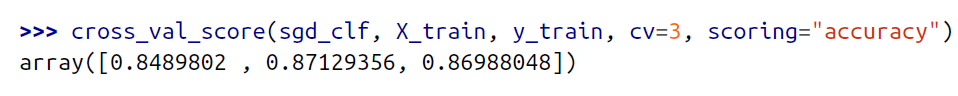 >>> cross_val_score(sgd_clf, X_train, y_train, cv=3, scoring="accuracy")
array([0.8489802 , 0.87129356, 0.86988048])